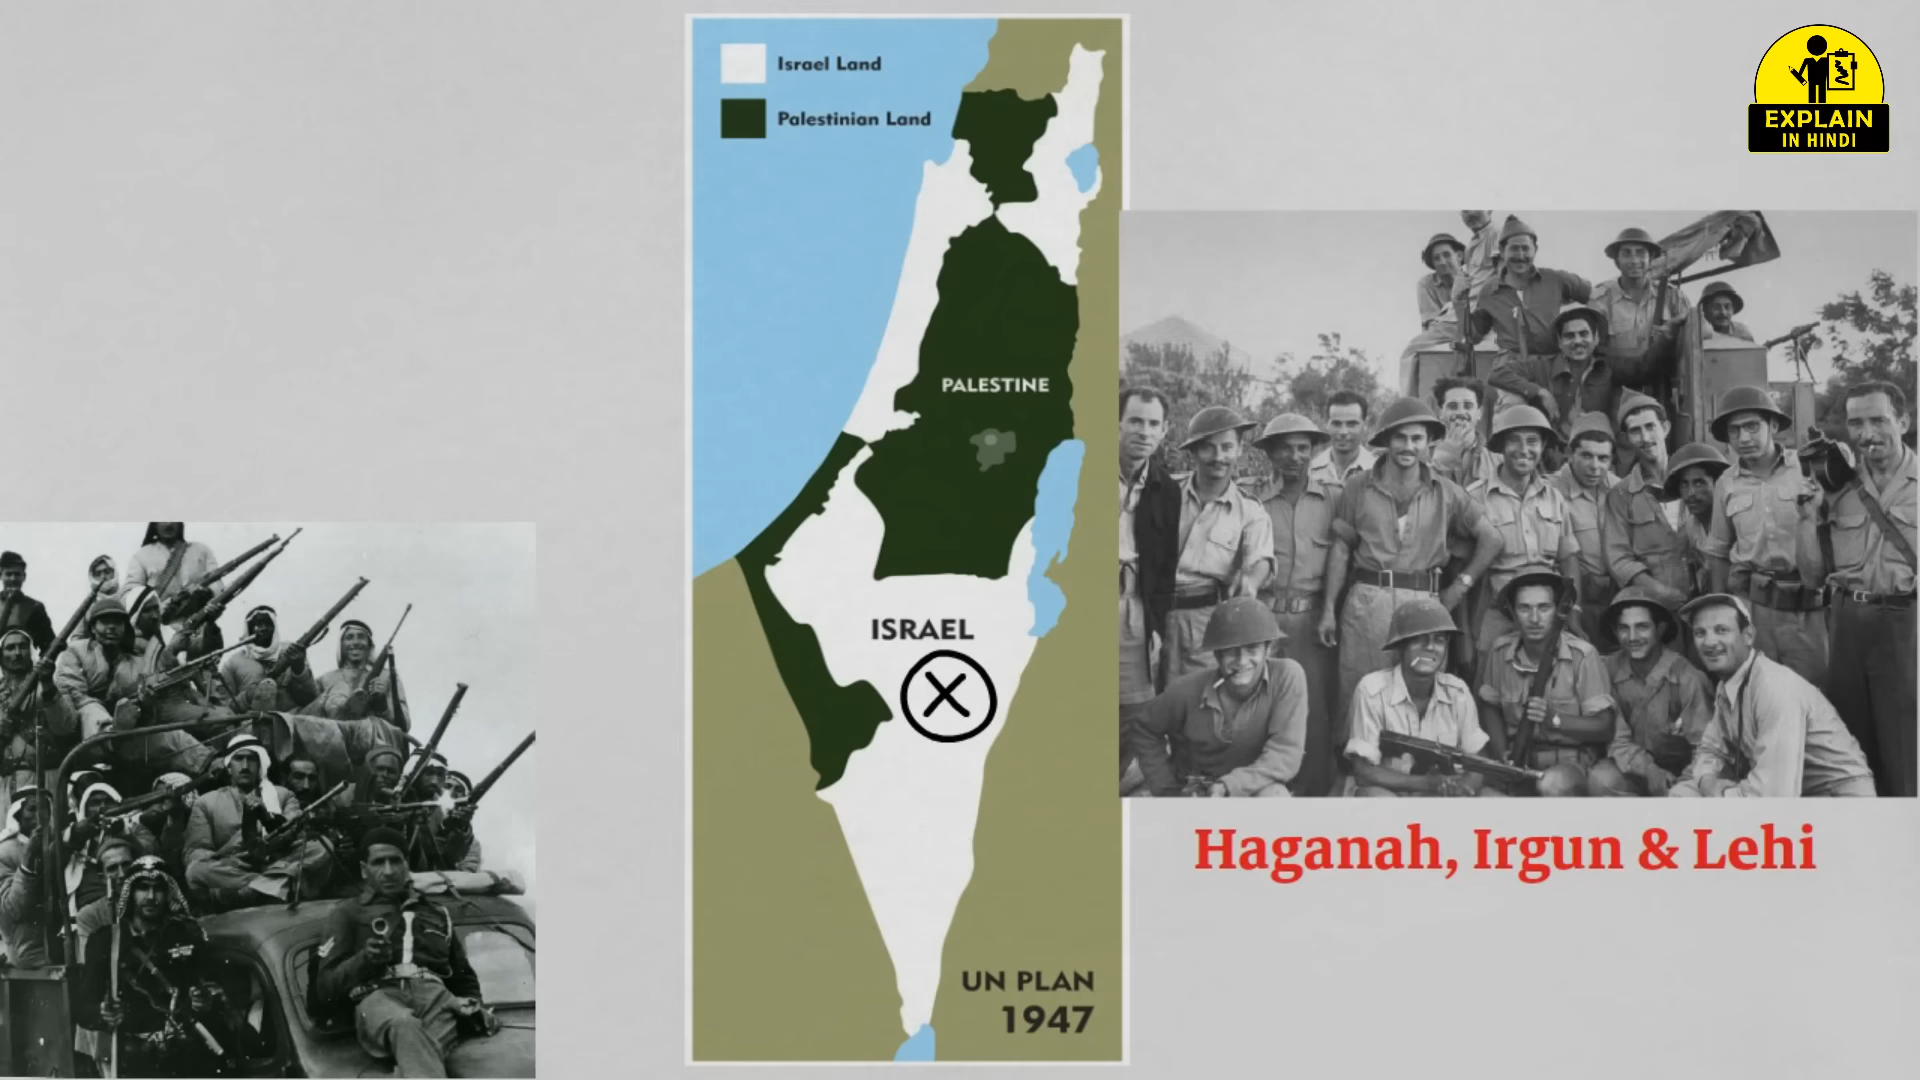 Israel Land
Palestinian Land
EXPLAIN
IN HINDI
PALESTINE
ISRAEL
Haganah, Irgun & Lehi
UN PLAN
1947